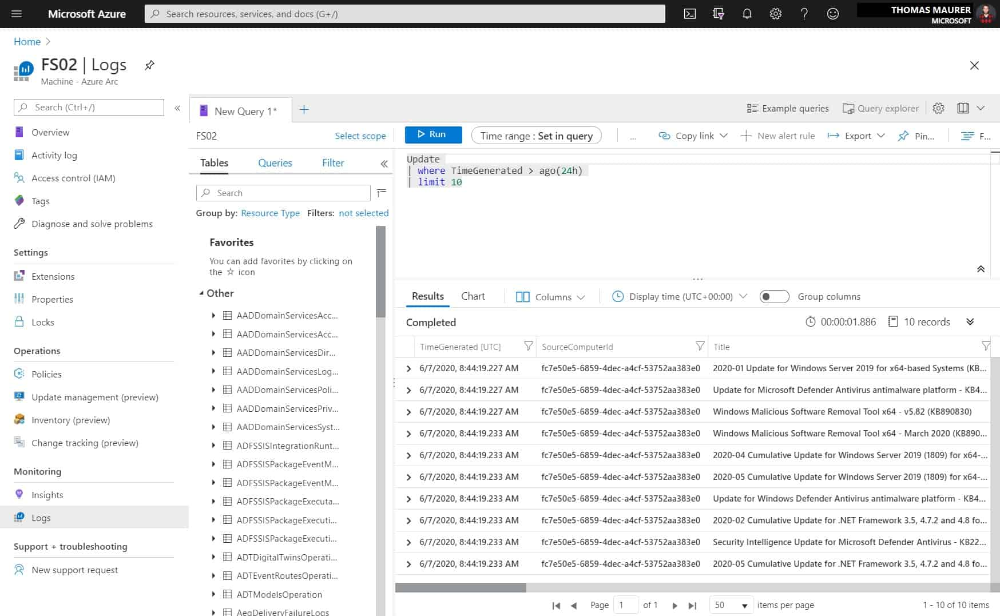 Microsoft Azure
Search resources, services, and docs (G+/)
THOMAS MAURER
MICROSOFT
Home
FS02 | Logs
Machine - Azure Arc
Search (Ctrl+/)
Overview
Activity log
Access control (IAM)
Tags
Diagnose and solve problems
Settings
Extensions
Properties
Locks
Operations
Policies
Update management (preview)
Inventory (preview)
Change tracking (preview)
Monitoring
Insights
Logs
Support + troubleshooting
New support request
New Query 1*
Example queries
Query explorer
FS02
Select scope
Run
Time range : Set in query
...
Copy link
New alert rule
Export
Pin...
F...
Tables
Queries
Filter
Search
Group by: Resource Type Filters: not selected
Favorites
You can add favorites by clicking on
the ☆ icon
Other
AADDomainServicesAcc...
AADDomainServicesAcc...
AADDomainServicesDir...
AADDomainServicesLog...
AADDomainServicesPoli...
AADDomainServicesPriv...
AADDomainServicesSyst...
ADFSSISIntegrationRunt...
ADFSSISPackageEventM...
ADFSSISPackageEventM...
ADFSSISPackageExecuta...
ADFSSISPackageExecuti...
ADFSSISPackageExecuti...
ADTDigitalTwinsOperati...
ADTEventRoutesOperati...
ADTModelsOperation
AegDeliveryFailureLogs
Update
| where TimeGenerated > ago(24h)
| limit 10
Results
Chart
Columns
Display time (UTC+00:00)
Group columns
Completed
00:00:01.886
10 records
TimeGenerated [UTC] SourceComputerId Title
6/7/2020, 8:44:19.227 AM fc7e50e5-6859-4dec-a4cf-53752aa383e0 2020-01 Update for Windows Server 2019 for x64-based Systems (KB...
6/7/2020, 8:44:19.227 AM fc7e50e5-6859-4dec-a4cf-53752aa383e0 Update for Microsoft Defender Antivirus antimalware platform - KB4...
6/7/2020, 8:44:19.227 AM fc7e50e5-6859-4dec-a4cf-53752aa383e0 Windows Malicious Software Removal Tool x64 - v5.82 (KB890830)
6/7/2020, 8:44:19.233 AM fc7e50e5-6859-4dec-a4cf-53752aa383e0 Windows Malicious Software Removal Tool x64 - March 2020 (KB890...
6/7/2020, 8:44:19.233 AM fc7e50e5-6859-4dec-a4cf-53752aa383e0 2020-04 Cumulative Update for Windows Server 2019 (1809) for x64-...
6/7/2020, 8:44:19.233 AM fc7e50e5-6859-4dec-a4cf-53752aa383e0 2020-05 Cumulative Update for Windows Server 2019 (1809) for x64-...
6/7/2020, 8:44:19.233 AM fc7e50e5-6859-4dec-a4cf-53752aa383e0 Update for Windows Defender Antivirus antimalware platform - KB4...
6/7/2020, 8:44:19.233 AM fc7e50e5-6859-4dec-a4cf-53752aa383e0 2020-02 Cumulative Update for .NET Framework 3.5, 4.7.2 and 4.8 fo...
6/7/2020, 8:44:19.233 AM fc7e50e5-6859-4dec-a4cf-53752aa383e0 Security Intelligence Update for Microsoft Defender Antivirus - KB22...
6/7/2020, 8:44:19.233 AM fc7e50e5-6859-4dec-a4cf-53752aa383e0 2020-05 Cumulative Update for .NET Framework 3.5, 4.7.2 and 4.8 fo...
Page 1 of 1
50 items per page
1 - 10 of 10 items